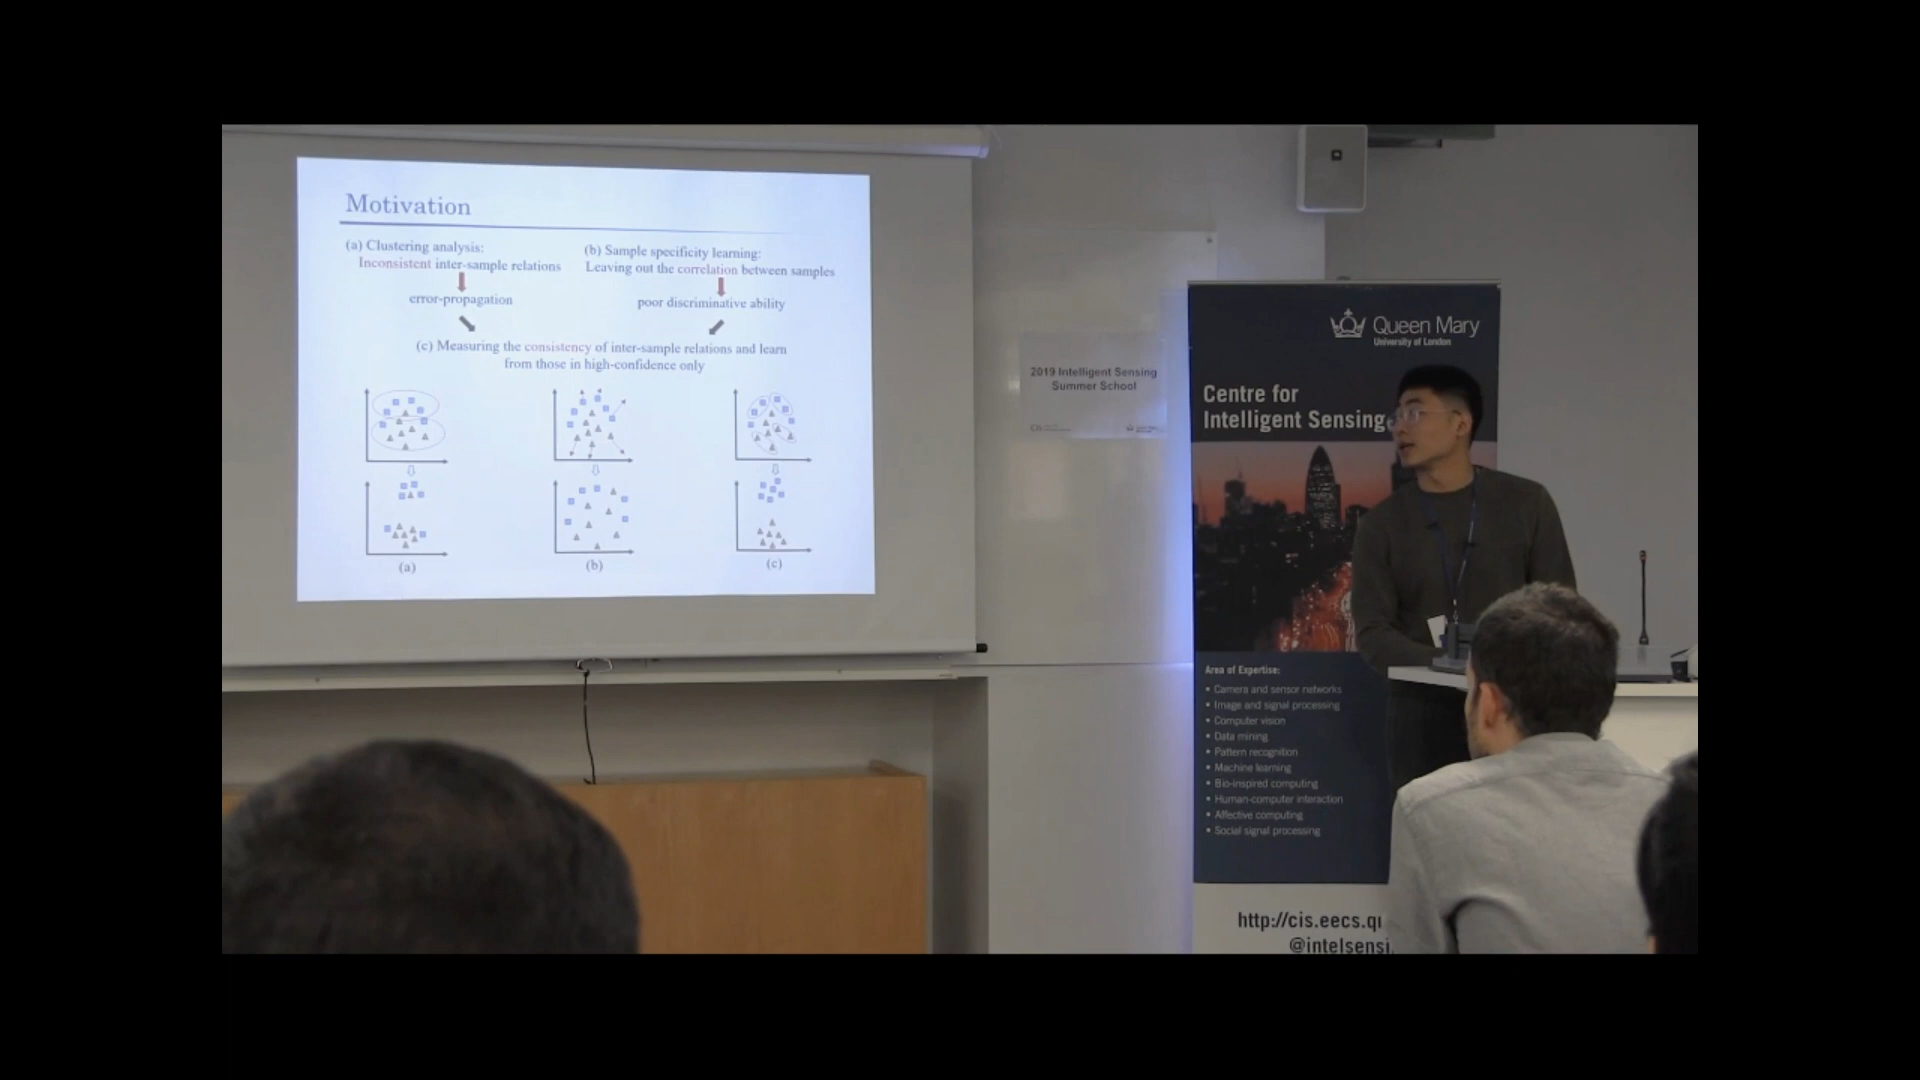 Motivation
(a) Clustering analysis:
Inconsistent inter-sample relations
error-propagation
(b) Sample specificity learning:
Leaving out the correlation between samples
poor discriminative ability
(c) Measuring the consistency of inter-sample relations and learn
from those in high-confidence only
(a)
(b)
(c)
2019 Intelligent Sensing
Summer School
Queen Mary
University of London
Centre for
Intelligent Sensing
Area of Expertise:
• Camera and sensor networks
• Image and signal processing
• Computer vision
• Data mining
• Pattern recognition
• Machine learning
• Bio-inspired computing
• Human-computer interaction
• Affective computing
• Social signal processing
http://cis.eecs.q
@intelsensi